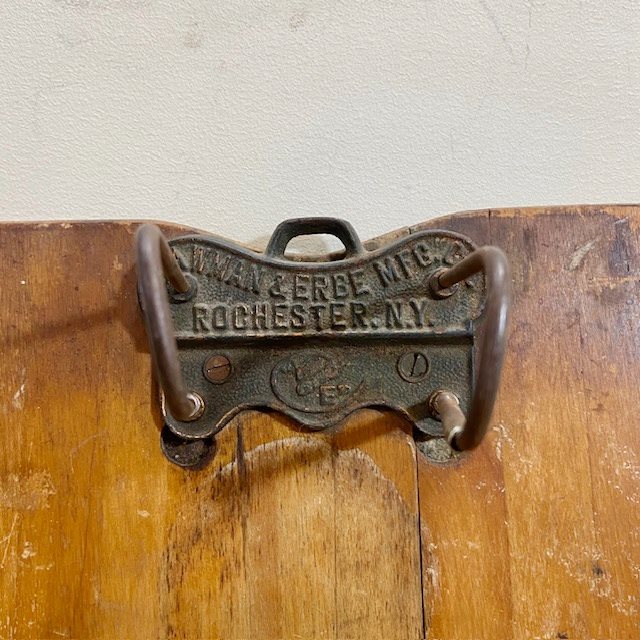 AWMAN & ERBE MFG.
ROCHESTER. N.Y.